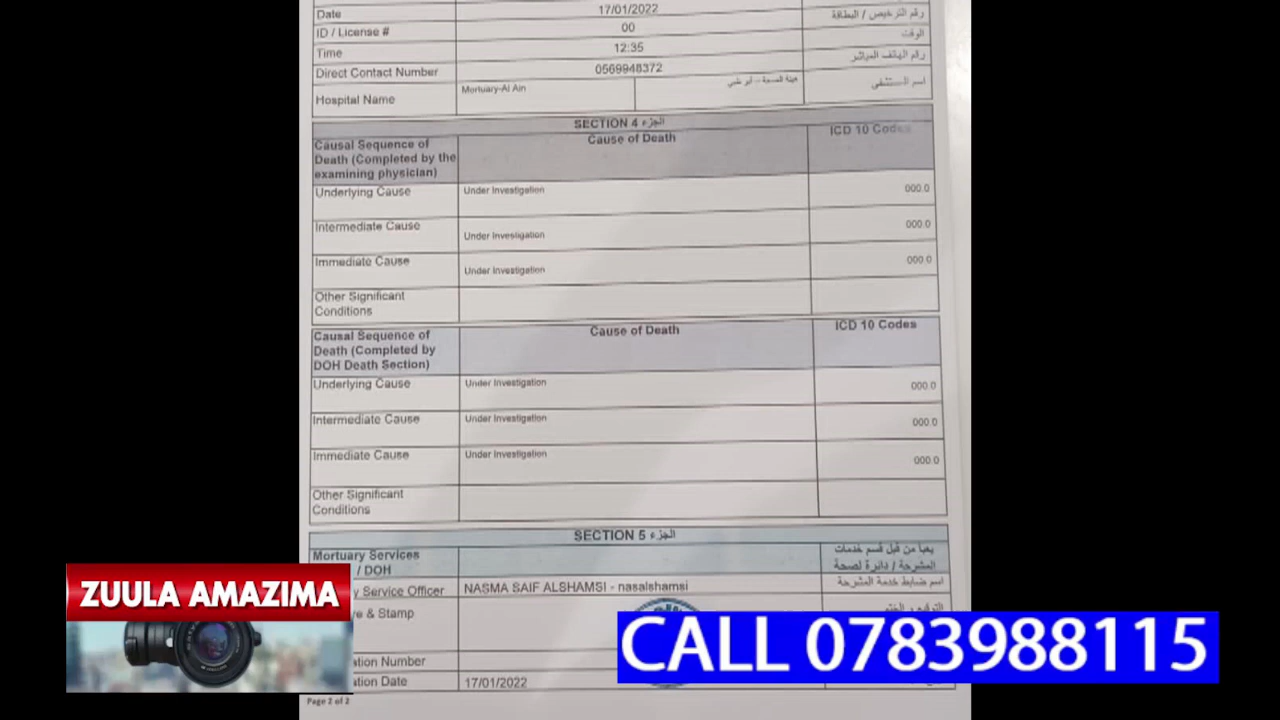 Date 17/01/2022 رقم الترخيص / البطاقة
ID / License # 00 الوقت
Time 12:35 رقم الهاتف المباشر
Direct Contact Number 0569948372
Hospital Name Mortuary-Al Ain هيئة الصحة - أبو ظبي اسم المستشفى
SECTION 4 الجزء
Causal Sequence of Death (Completed by the examining physician) Cause of Death ICD 10 Codes
Underlying Cause Under Investigation 000.0
Intermediate Cause Under Investigation 000.0
Immediate Cause Under Investigation 000.0
Other Significant Conditions
Causal Sequence of Death (Completed by DOH Death Section) Cause of Death ICD 10 Codes
Underlying Cause Under Investigation 000.0
Intermediate Cause Under Investigation 000.0
Immediate Cause Under Investigation 000.0
Other Significant Conditions
SECTION 5 الجزء
Mortuary Services / DOH يعبأ من قبل قسم خدمات المشرحة / دائرة لصحة
y Service Officer NASMA SAIF ALSHAMSI - nasalshamsi اسم ضابط خدمة المشرحة
e & Stamp
ation Number
ation Date 17/01/2022
Page 2 of 2
ZUULA AMAZIMA
CALL 0783988115